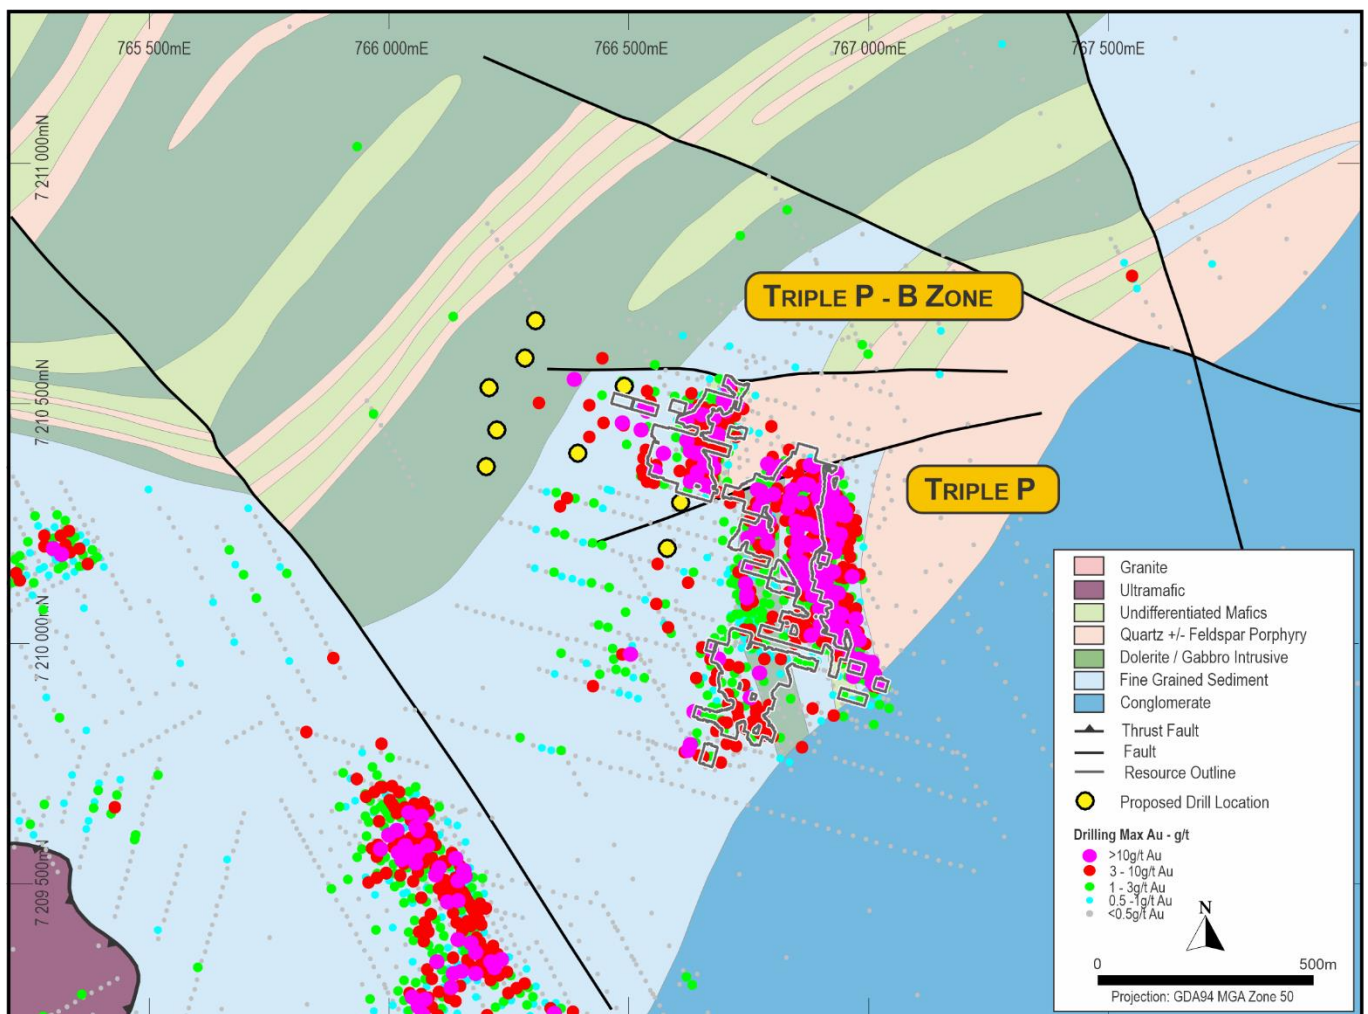 765 500mE
766 000mE
766 500mE
767 000mE
767 500mE
7 211 000mN
7 210 500mN
7 210 000mN
7 209 500mN
TRIPLE P - B ZONE
TRIPLE P
Granite
Ultramafic
Undifferentiated Mafics
Quartz +/- Feldspar Porphyry
Dolerite / Gabbro Intrusive
Fine Grained Sediment
Conglomerate
Thrust Fault
Fault
Resource Outline
Proposed Drill Location
Drilling Max Au - g/t
>10g/t Au
3 - 10g/t Au
1 - 3g/t Au
0.5 -1g/t Au
<0.5g/t Au
N
0 500m
Projection: GDA94 MGA Zone 50